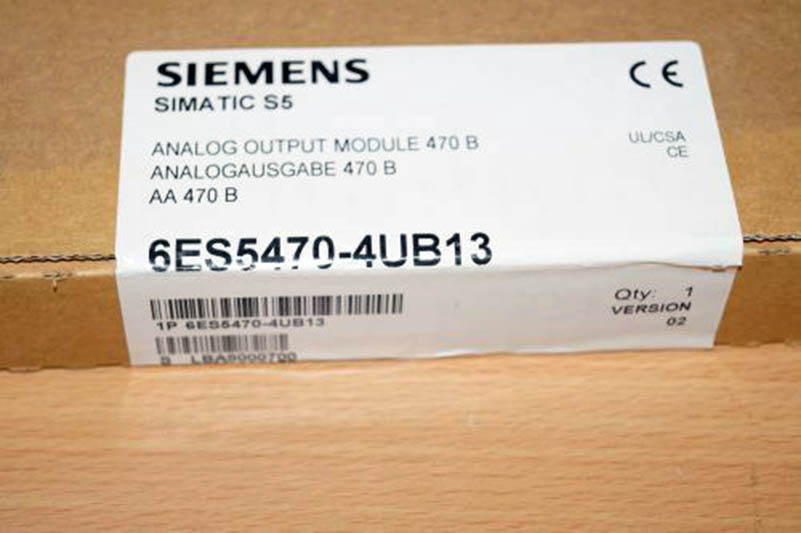 SIEMENS
SIMATIC S5
CE
ANALOG OUTPUT MODULE 470 B
ANALOGAUSGABE 470 B
AA 470 B
UL/CSA
CE
6ES5470-4UB13
1P 6ES5470-4UB13
S LBA9000700
Qty: 1
VERSION
02